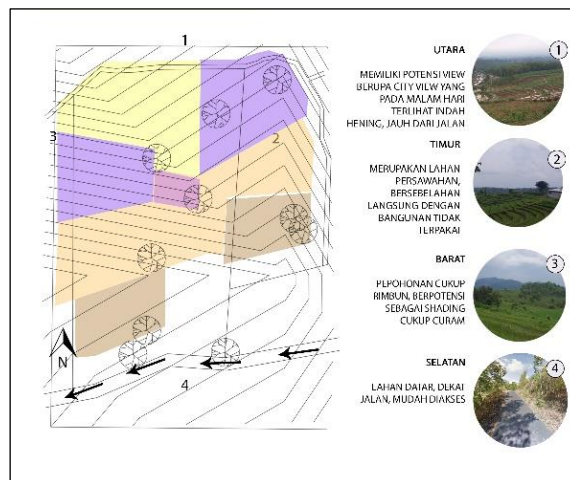 1
3
2
N
4
UTARA
1
MEMILIKI POTENSI VIEW
BERUPA CITY VIEW YANG
PADA MALAM HARI
TERLIHAT INDAH
HENING, JAUH DARI JALAN
TIMUR
2
MERUPAKAN LAHAN
PERSAWAHAN,
BERSEBELAHAN
LANGSUNG DENGAN
BANGUNAN TIDAK
TERPAKAI
BARAT
3
PEPOHONAN CUKUP
RIMBUN, BERPOTENSI
SEBAGAI SHADING
CUKUP CURAM
SELATAN
4
LAHAN DATAR, DEKAT
JALAN, MUDAH DIAKSES